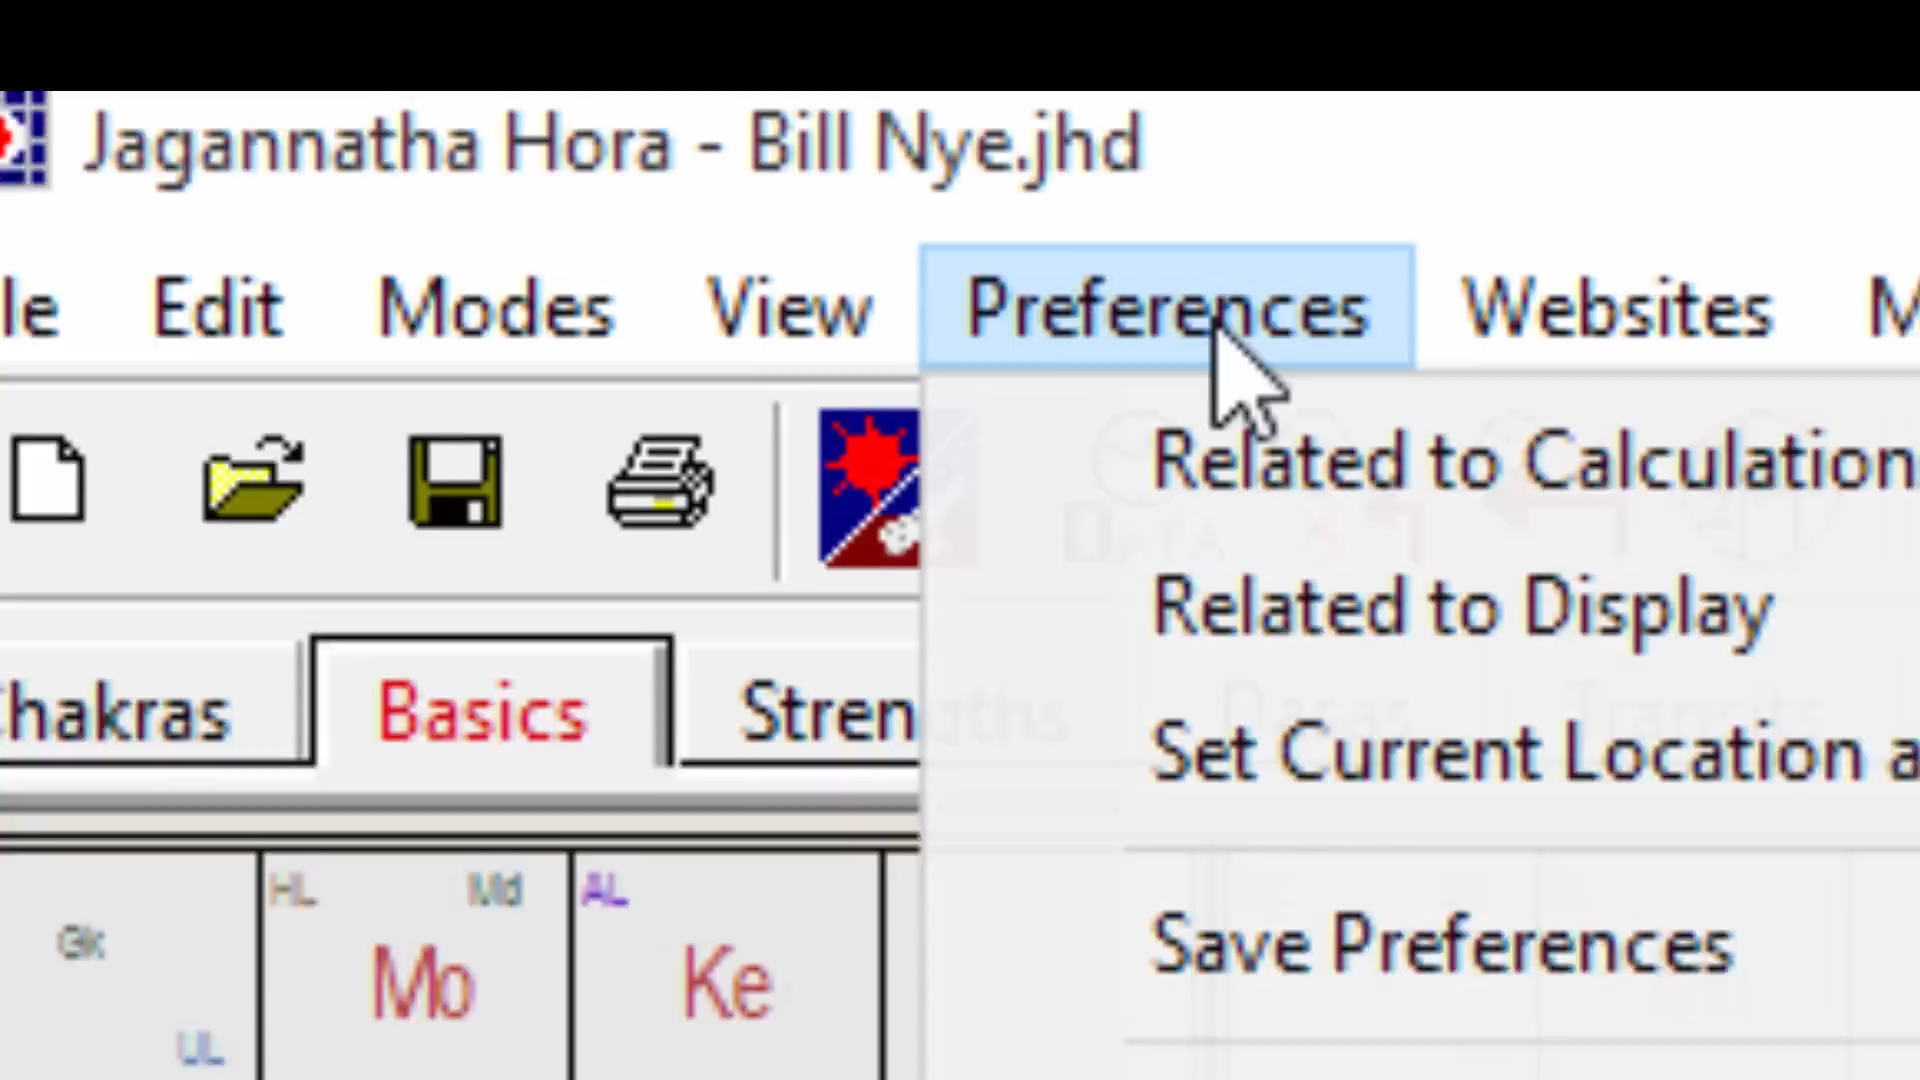 Jagannatha Hora - Bill Nye.jhd
le Edit Modes View Preferences Websites M
Related to Calculation
Related to Display
Set Current Location a
Save Preferences
hakras Basics Stren
HL Md AL
Gk
Mo Ke
UL